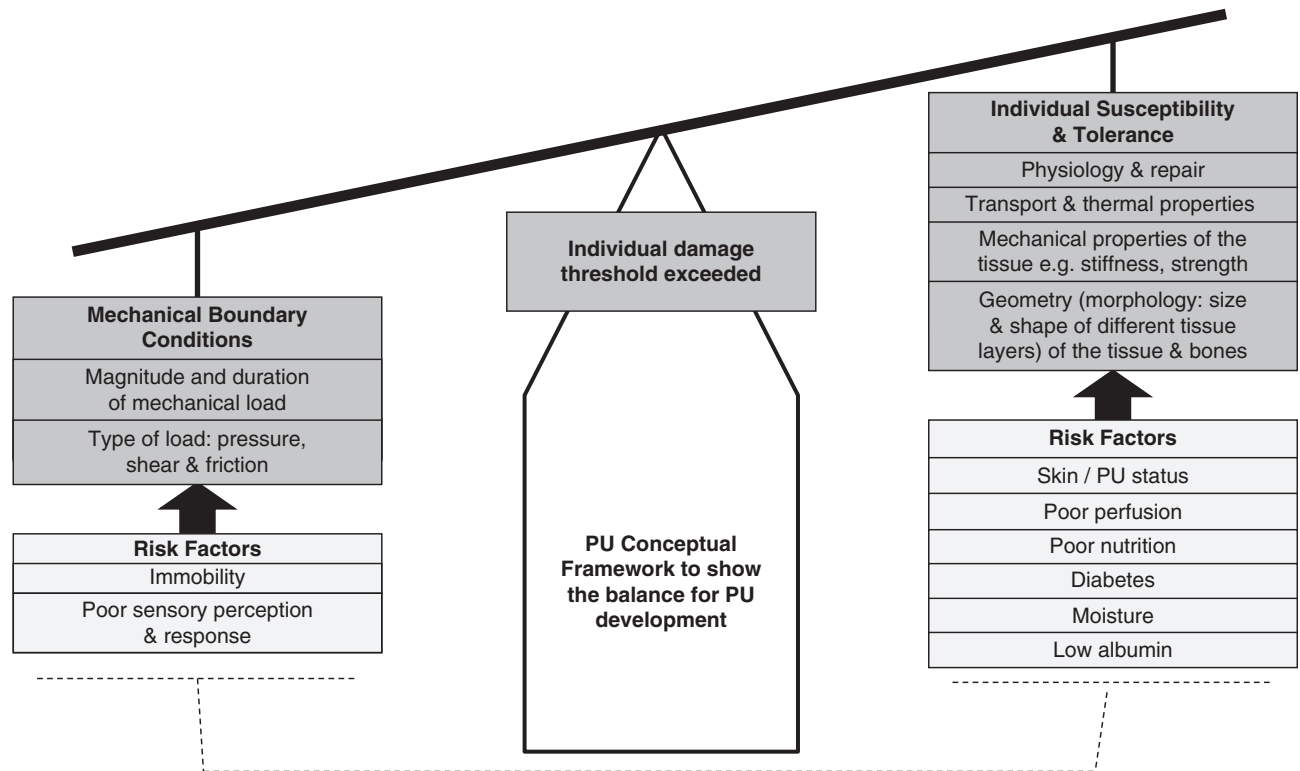 Mechanical Boundary
Conditions
Magnitude and duration
of mechanical load
Type of load: pressure,
shear & friction
Risk Factors
Immobility
Poor sensory perception
& response
Individual damage
threshold exceeded
PU Conceptual
Framework to show
the balance for PU
development
Individual Susceptibility
& Tolerance
Physiology & repair
Transport & thermal properties
Mechanical properties of the
tissue e.g. stiffness, strength
Geometry (morphology: size
& shape of different tissue
layers) of the tissue & bones
Risk Factors
Skin / PU status
Poor perfusion
Poor nutrition
Diabetes
Moisture
Low albumin